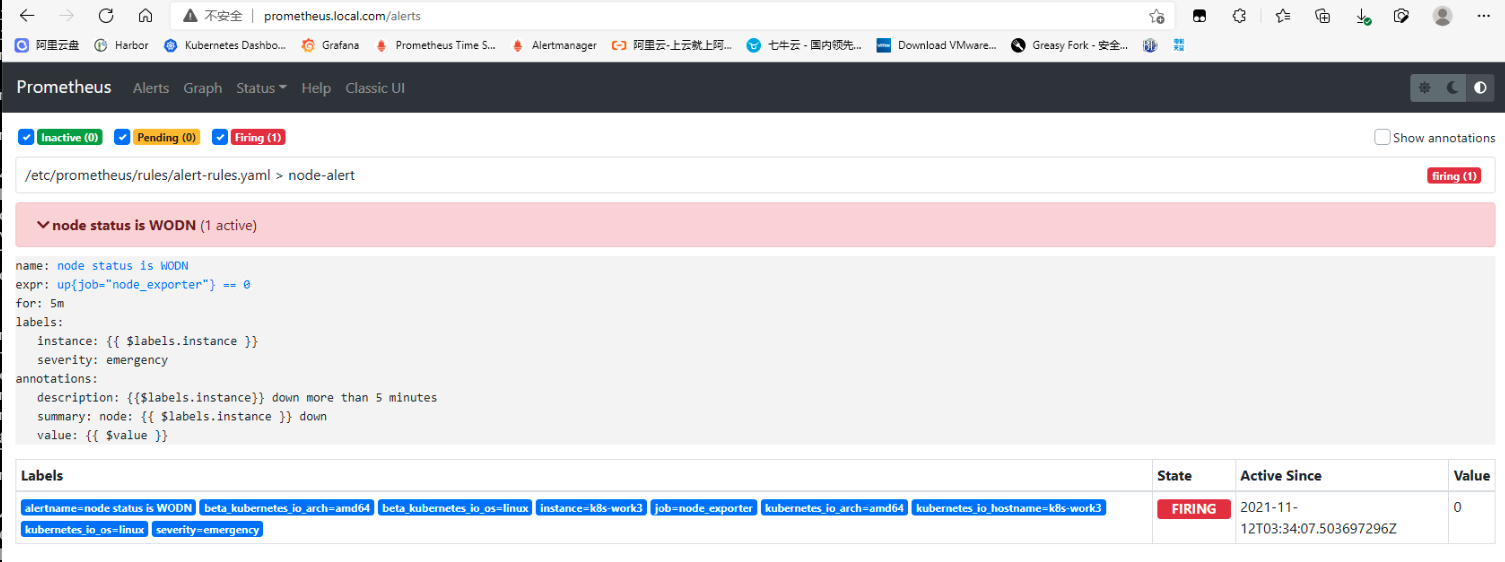 不安全 | prometheus.local.com/alerts
阿里云盘 Harbor Kubernetes Dashbo... Grafana Prometheus Time S... Alertmanager 阿里云-上云就上阿... 七牛云 - 国内领先... Download VMware... Greasy Fork - 安全...
Prometheus Alerts Graph Status Help Classic UI
Inactive (0) Pending (0) Firing (1) Show annotations
/etc/prometheus/rules/alert-rules.yaml > node-alert firing (1)
node status is WODN (1 active)
name: node status is WODN
expr: up{job="node_exporter"} == 0
for: 5m
labels:
instance: {{ $labels.instance }}
severity: emergency
annotations:
description: {{$labels.instance}} down more than 5 minutes
summary: node: {{ $labels.instance }} down
value: {{ $value }}
Labels State Active Since Value
alertname=node status is WODN beta_kubernetes_io_arch=amd64 beta_kubernetes_io_os=linux instance=k8s-work3 job=node_exporter kubernetes_io_arch=amd64 kubernetes_io_hostname=k8s-work3 FIRING 2021-11- 0
kubernetes_io_os=linux severity=emergency 12T03:34:07.503697296Z